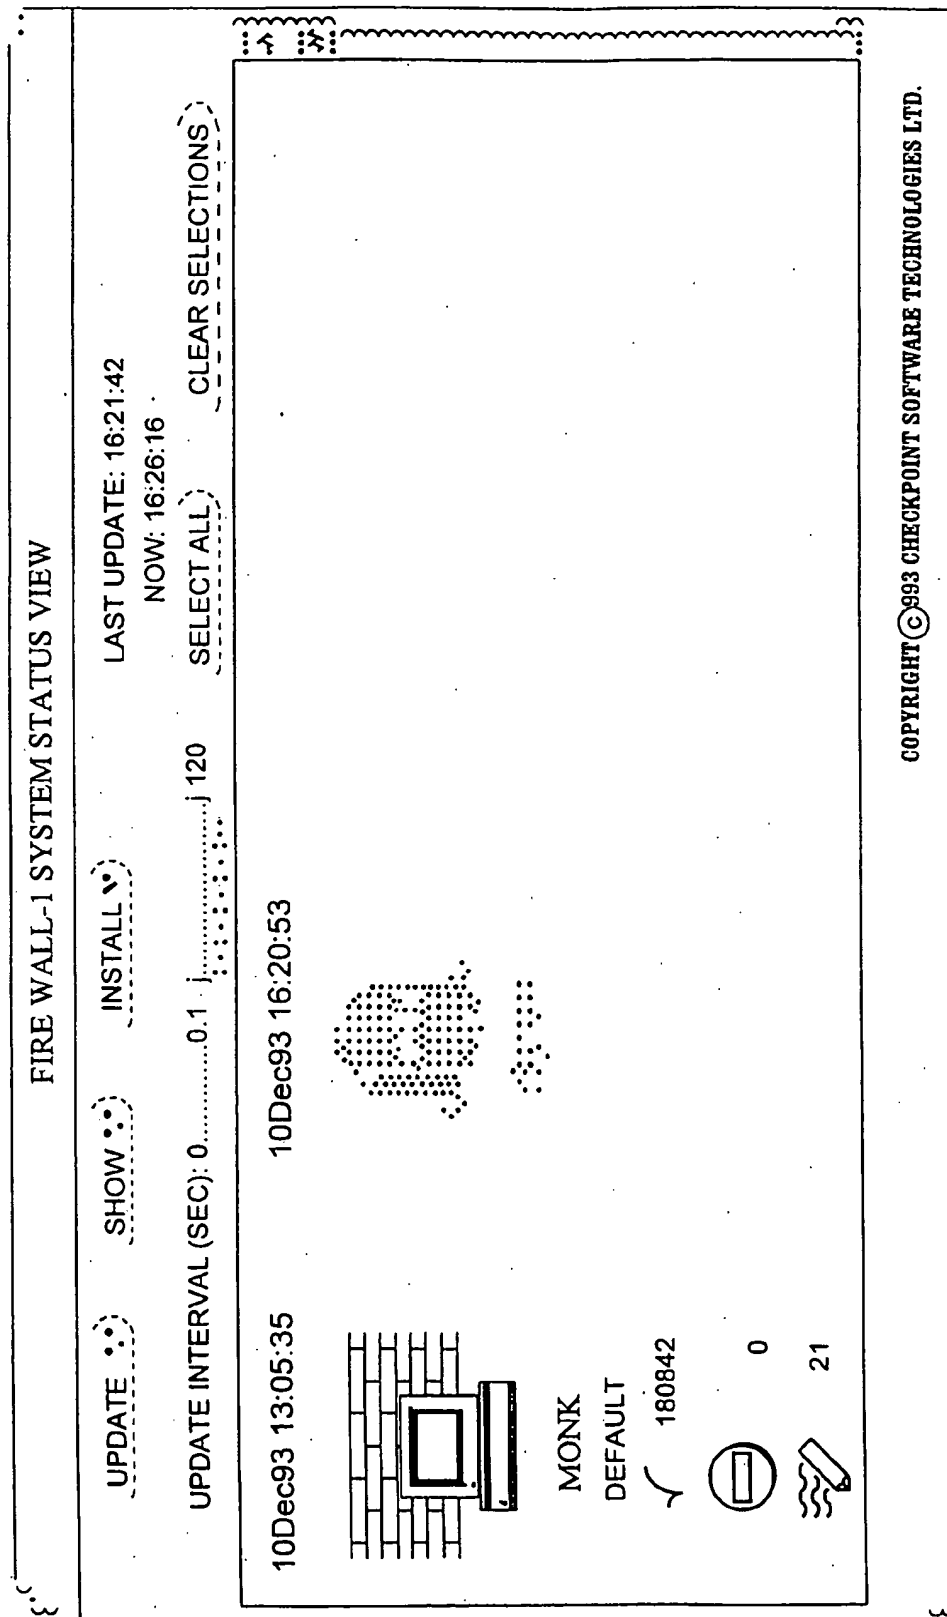 FIRE WALL-1 SYSTEM STATUS VIEW
UPDATE SHOW INSTALL LAST UPDATE: 16:21:42
NOW: 16:26:16
UPDATE INTERVAL (SEC): 0...........0.1 j....................j 120 SELECT ALL CLEAR SELECTIONS
10Dec93 13:05:35 10Dec93 16:20:53
MONK
DEFAULT
180842
0
21
COPYRIGHT©993 CHECKPOINT SOFTWARE TECHNOLOGIES LTD.